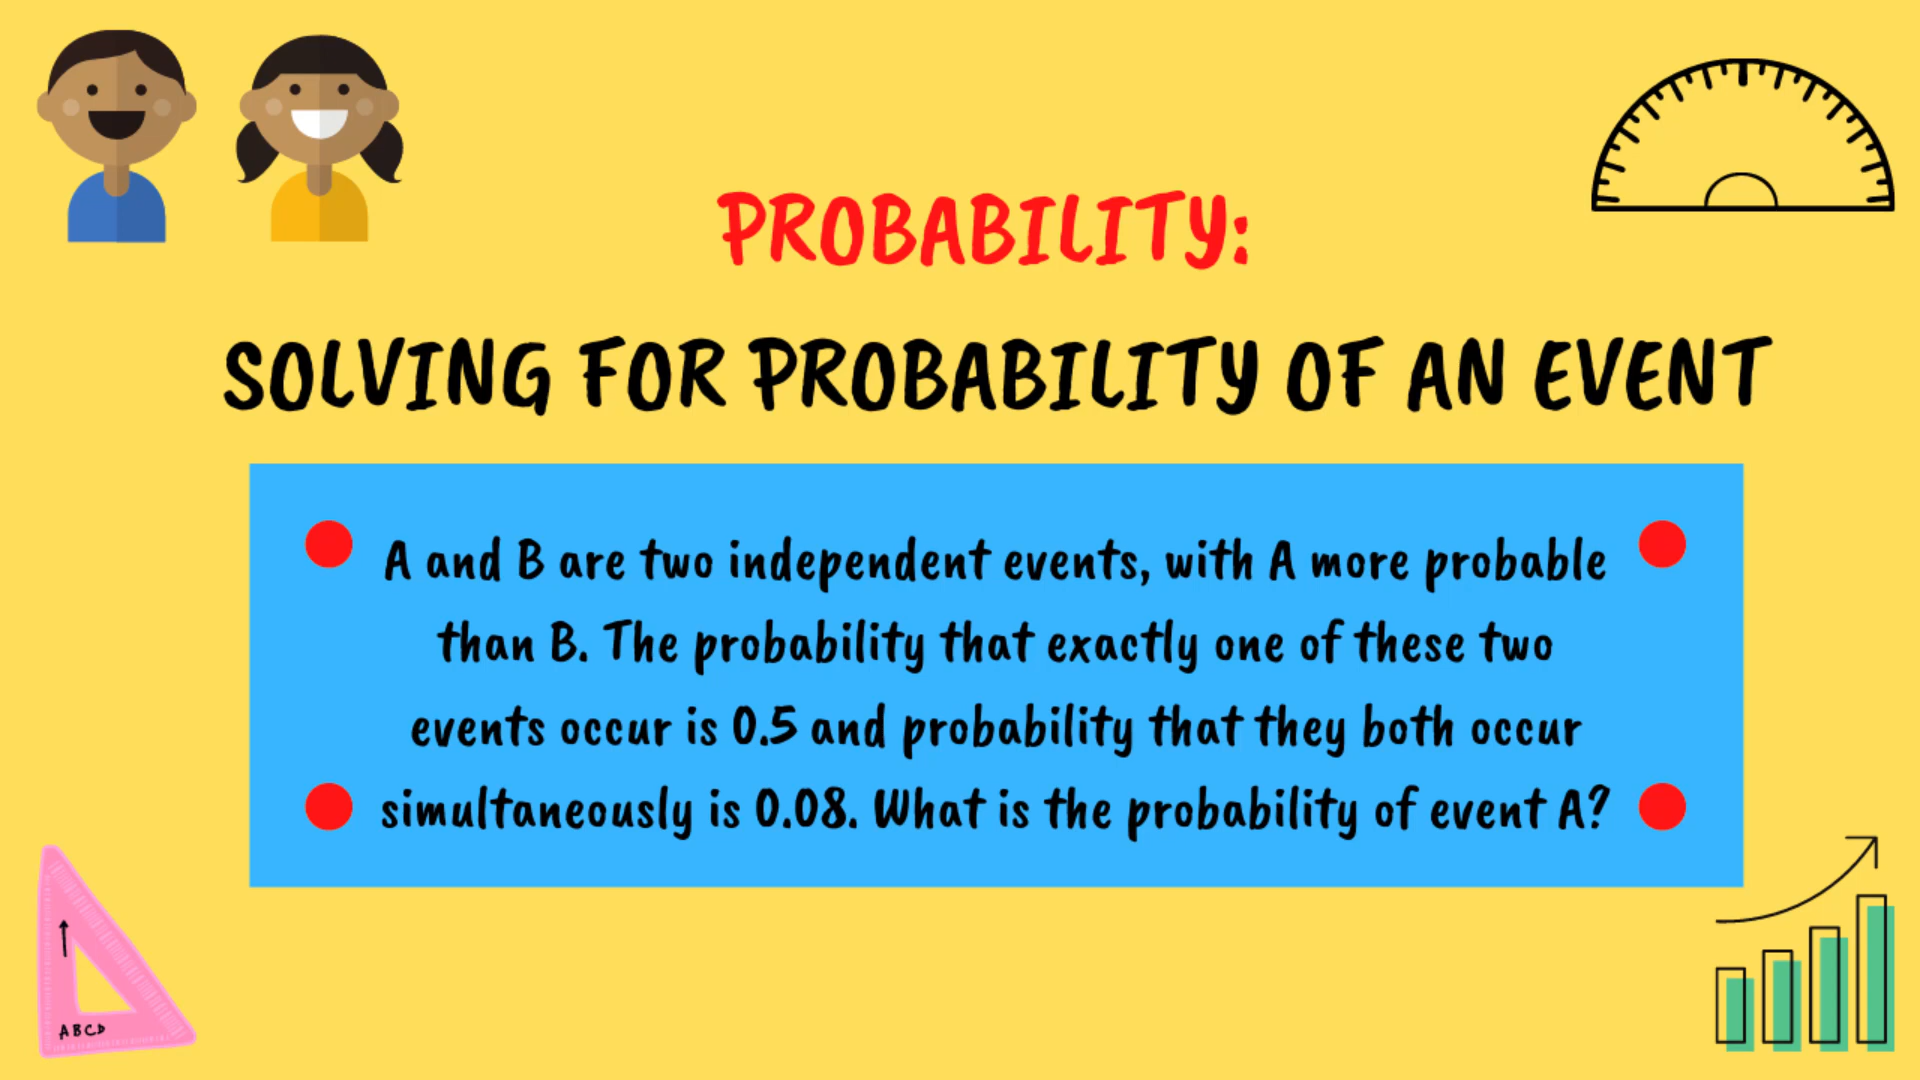 PROBABILITY:
SOLVING FOR PROBABILITY OF AN EVENT
A and B are two independent events, with A more probable
than B. The probability that exactly one of these two
events occur is 0.5 and probability that they both occur
simultaneously is 0.08. What is the probability of event A?
ABCD